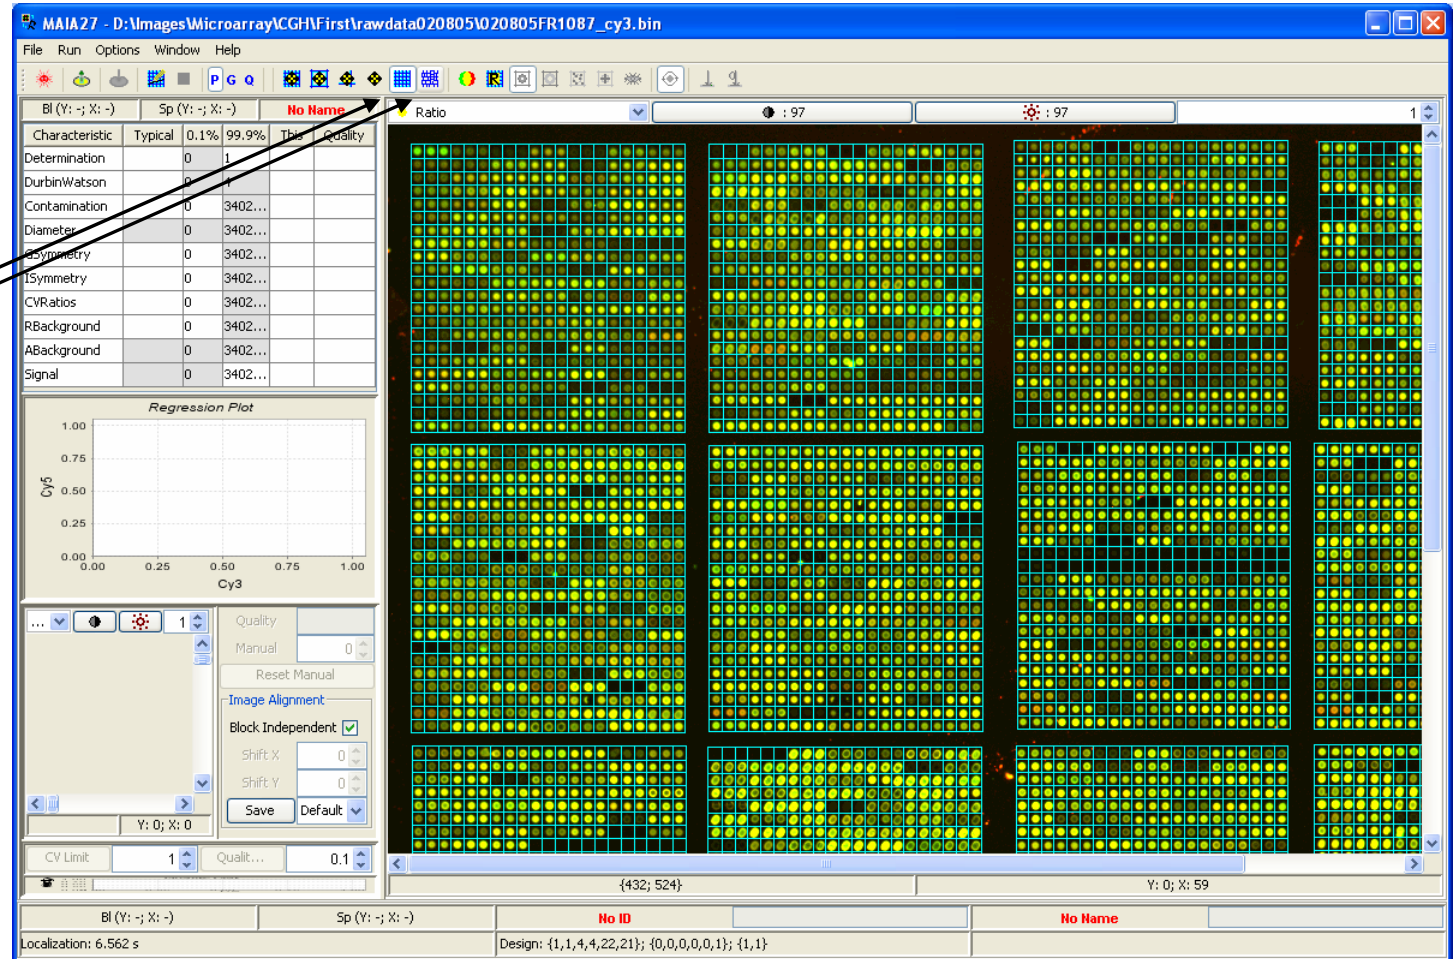 MAIA27 - D:\Images\Microarray\CGH\First\rawdata020805\020805FR1087_cy3.bin
File Run Options Window Help
P G Q R
Bl (Y: -; X: -) Sp (Y: -; X: -) No Name
Ratio : 97 : 97 1
Characteristic Typical 0.1% 99.9% This Quality
Determination 0 1
DurbinWatson 0 4
Contamination 0 3402...
Diameter 0 3402...
GSymmetry 0 3402...
ISymmetry 0 3402...
CVRatios 0 3402...
RBackground 0 3402...
ABackground 0 3402...
Signal 0 3402...
Regression Plot
1.00
0.75
Cy5
0.50
0.25
0.00
0.00 0.25 0.50 0.75 1.00
Cy3
... 1
Quality
Manual 0
Reset Manual
Image Alignment
Block Independent
Shift X 0
Shift Y 0
Save Default
Y: 0; X: 0
CV Limit 1 Qualit... 0.1
{432; 524} Y: 0; X: 59
Bl (Y: -; X: -) Sp (Y: -; X: -) No ID No Name
Localization: 6.562 s Design: {1,1,4,4,22,21}; {0,0,0,0,0,1}; {1,1}